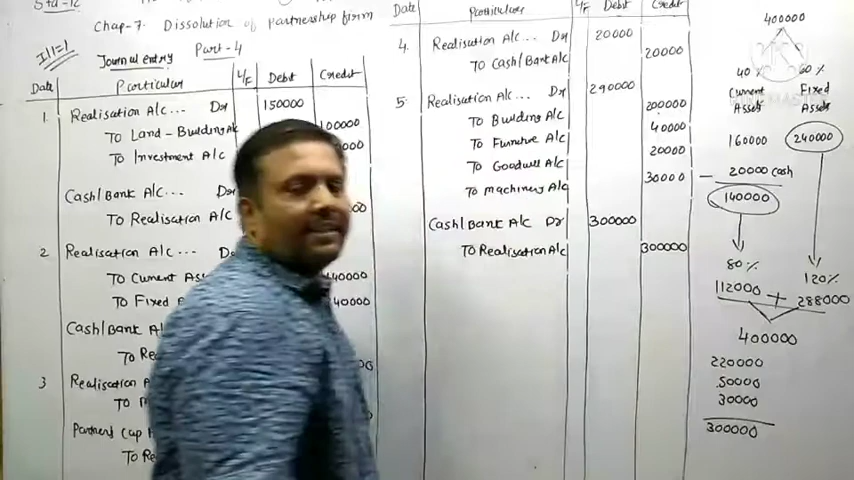 Std-12
Chap-7. Dissolution of partnership firm
Ill=1 Journal entry Part-4
Date Particular L/F Debit Credit
1. Realisation A/c... Dr 150000
To Land-Building A/c 100000
To Investment A/c
Cash/Bank A/c... Dr
To Realisation A/c
2 Realisation A/c... D
To Current As 140000
To Fixed 240000
Cash/Bank A/
To Re
3 Realisation
To
Partners Cap
To Re
Date Particulars L/F Debit Credit
4. Realisation A/c... Dr 20000
To Cash/Bank A/c 20000
5. Realisation A/c... Dr 290000
To Building A/c 200000
To Furniture A/c 40000
To Goodwill A/c 20000
To Machinery A/c 30000
Cash/Bank A/c Dr 300000
To Realisation A/c 300000
400000
40% 60%
Current Fixed
Assets Assets
160000 240000
- 20000 cash
140000
80% 120%
112000 + 288000
400000
220000
50000
30000
300000